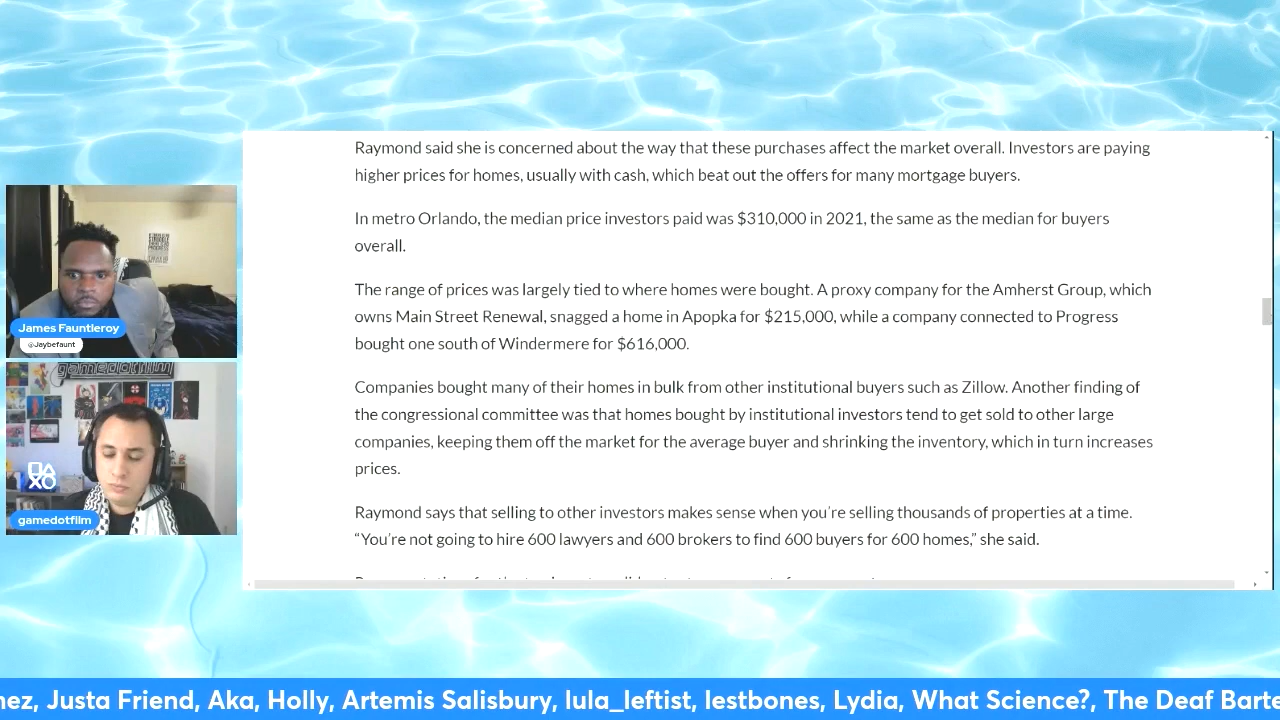 Raymond said she is concerned about the way that these purchases affect the market overall. Investors are paying
higher prices for homes, usually with cash, which beat out the offers for many mortgage buyers.
In metro Orlando, the median price investors paid was $310,000 in 2021, the same as the median for buyers
overall.
The range of prices was largely tied to where homes were bought. A proxy company for the Amherst Group, which
owns Main Street Renewal, snagged a home in Apopka for $215,000, while a company connected to Progress
bought one south of Windermere for $616,000.
Companies bought many of their homes in bulk from other institutional buyers such as Zillow. Another finding of
the congressional committee was that homes bought by institutional investors tend to get sold to other large
companies, keeping them off the market for the average buyer and shrinking the inventory, which in turn increases
prices.
Raymond says that selling to other investors makes sense when you're selling thousands of properties at a time.
“You're not going to hire 600 lawyers and 600 brokers to find 600 buyers for 600 homes,” she said.
James Fauntleroy
@Jaybefaunt
gamedotfilm
gamedotfilm
nez, Justa Friend, Aka, Holly, Artemis Salisbury, lula_leftist, lestbones, Lydia, What Science?, The Deaf Barte